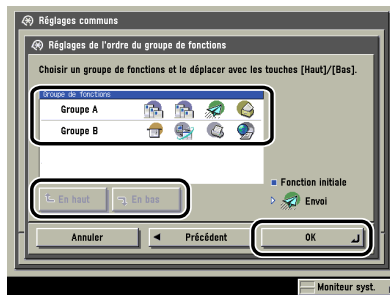 Réglages communs
Réglages de l'ordre du groupe de fonctions
Choisir un groupe de fonctions et le déplacer avec les touches [Haut]/[Bas].
Groupe de fonctions
Groupe A
Groupe B
En haut
En bas
Fonction initiale
Envoi
Annuler
Précédent
OK
Moniteur syst.